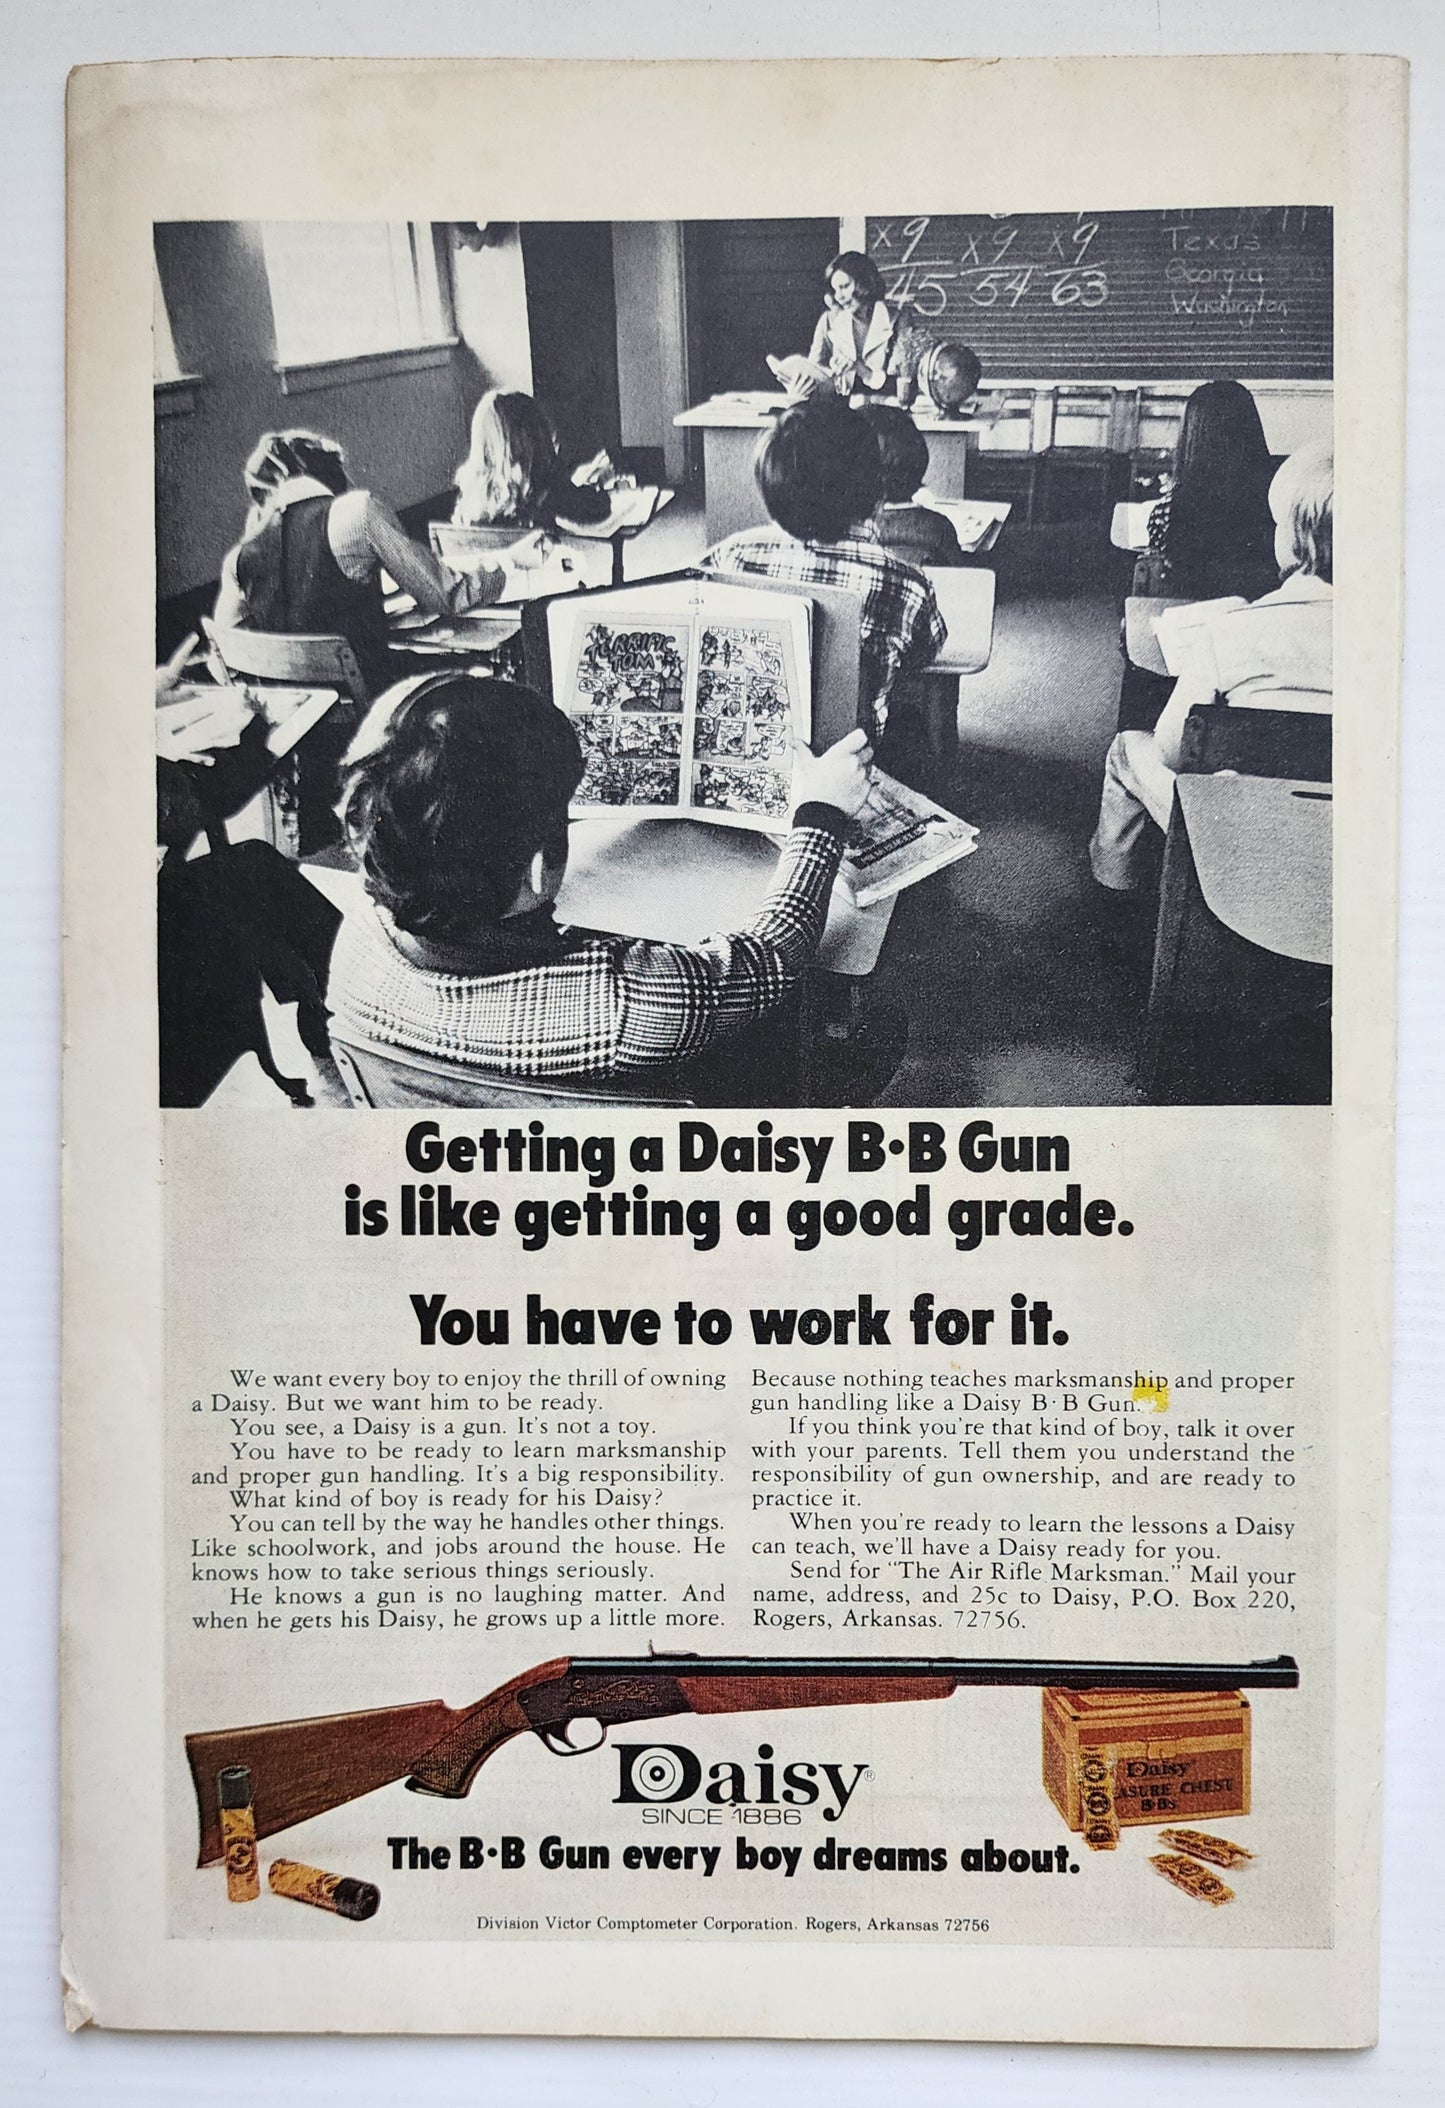 x9 x9 x9
45 54 63
Texas
Georgia
Washington
TERRIFIC
TOM
Getting a Daisy B·B Gun
is like getting a good grade.
You have to work for it.
We want every boy to enjoy the thrill of owning
a Daisy. But we want him to be ready.
You see, a Daisy is a gun. It's not a toy.
You have to be ready to learn marksmanship
and proper gun handling. It's a big responsibility.
What kind of boy is ready for his Daisy?
You can tell by the way he handles other things.
Like schoolwork, and jobs around the house. He
knows how to take serious things seriously.
He knows a gun is no laughing matter. And
when he gets his Daisy, he grows up a little more.
Because nothing teaches marksmanship and proper
gun handling like a Daisy B·B Gun.
If you think you're that kind of boy, talk it over
with your parents. Tell them you understand the
responsibility of gun ownership, and are ready to
practice it.
When you're ready to learn the lessons a Daisy
can teach, we'll have a Daisy ready for you.
Send for "The Air Rifle Marksman." Mail your
name, address, and 25c to Daisy, P.O. Box 220,
Rogers, Arkansas. 72756.
Daisy®
SINCE 1886
Daisy
ASURE CHEST
B·Bs
The B·B Gun every boy dreams about.
Division Victor Comptometer Corporation. Rogers, Arkansas 72756